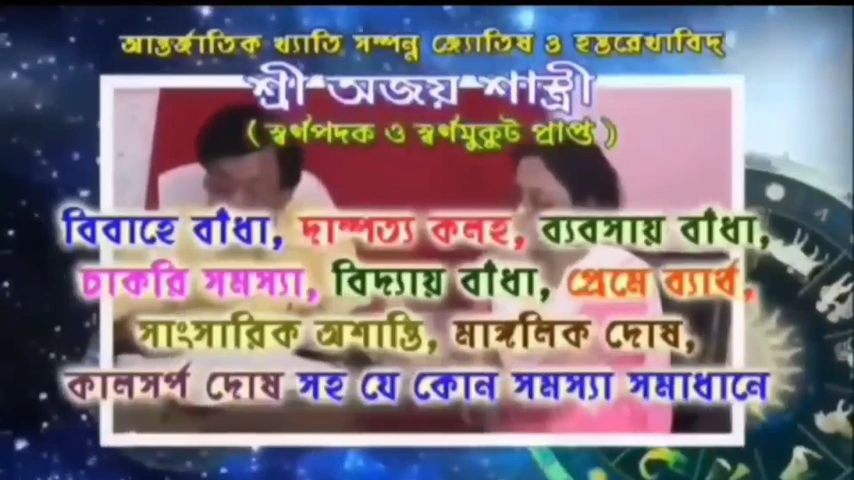 আন্তর্জাতিক খ্যাতি সম্পন্ন জ্যোতিষ ও হস্তরেখাবিদ্
শ্রী অজয় শাস্ত্রী
( স্বর্ণপদক ও স্বর্ণমুকুট প্রাপ্ত )
বিবাহে বাঁধা, দাম্পত্য কলহ, ব্যবসায় বাঁধা,
চাকরি সমস্যা, বিদ্যায় বাঁধা, প্রেমে ব্যার্থ,
সাংসারিক অশান্তি, মাঙ্গলিক দোষ,
কালসর্প দোষ সহ যে কোন সমস্যা সমাধানে